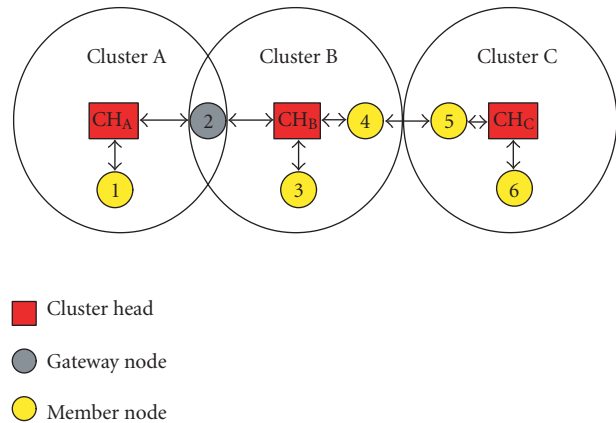 Cluster A
Cluster B
Cluster C
CHA
2
CHB
4
5
CHC
1
3
6
Cluster head
Gateway node
Member node